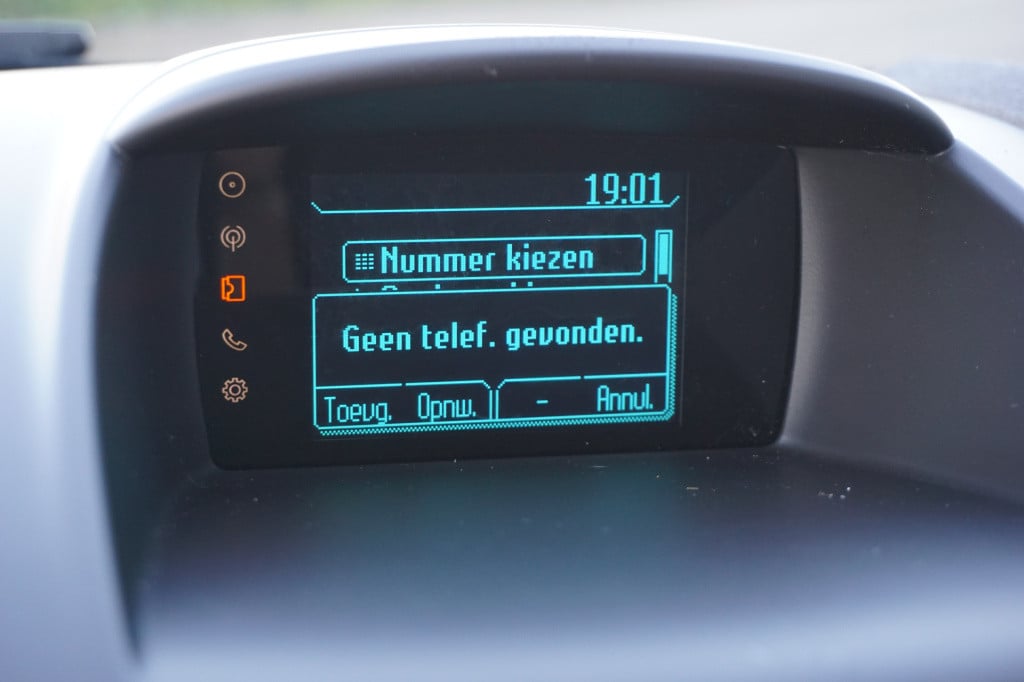 19:01
Nummer kiezen
Geen telef. gevonden.
Toevg. Opnw. - Annul.